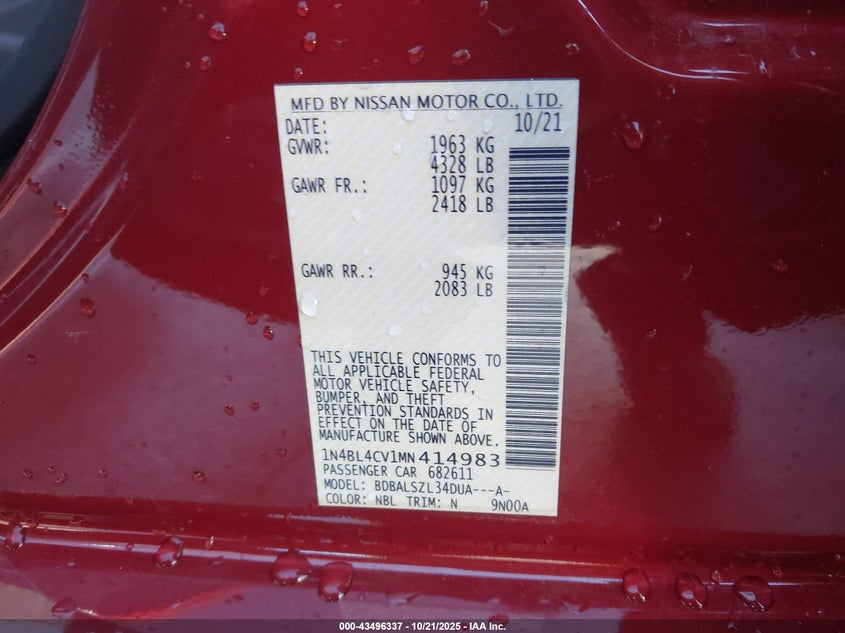 MFD BY NISSAN MOTOR CO., LTD.
DATE: 10/21
GVWR: 1963 KG
4328 LB
GAWR FR.: 1097 KG
2418 LB
GAWR RR.: 945 KG
2083 LB
THIS VEHICLE CONFORMS TO
ALL APPLICABLE FEDERAL
MOTOR VEHICLE SAFETY,
BUMPER, AND THEFT
PREVENTION STANDARDS IN
EFFECT ON THE DATE OF
MANUFACTURE SHOWN ABOVE.
1N4BL4CV1MN414983
PASSENGER CAR 682611
MODEL: BDBALSZL34DUA---A-
COLOR: NBL TRIM: N 9N00A
000-43496337 - 10/21/2025 - IAA Inc.